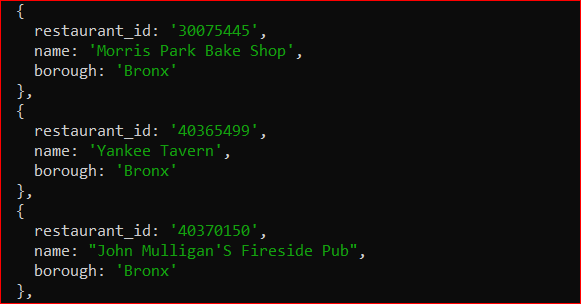 {
restaurant_id: '30075445',
name: 'Morris Park Bake Shop',
borough: 'Bronx'
},
{
restaurant_id: '40365499',
name: 'Yankee Tavern',
borough: 'Bronx'
},
{
restaurant_id: '40370150',
name: "John Mulligan'S Fireside Pub",
borough: 'Bronx'
},